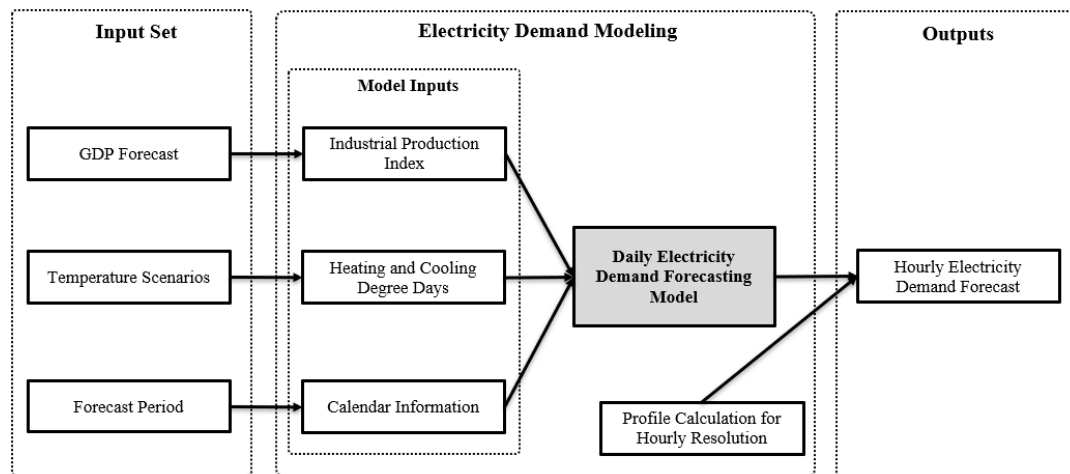 Input Set
Electricity Demand Modeling
Outputs
Model Inputs
GDP Forecast
Industrial Production
Index
Temperature Scenarios
Heating and Cooling
Degree Days
Daily Electricity
Demand Forecasting
Model
Hourly Electricity
Demand Forecast
Forecast Period
Calendar Information
Profile Calculation for
Hourly Resolution